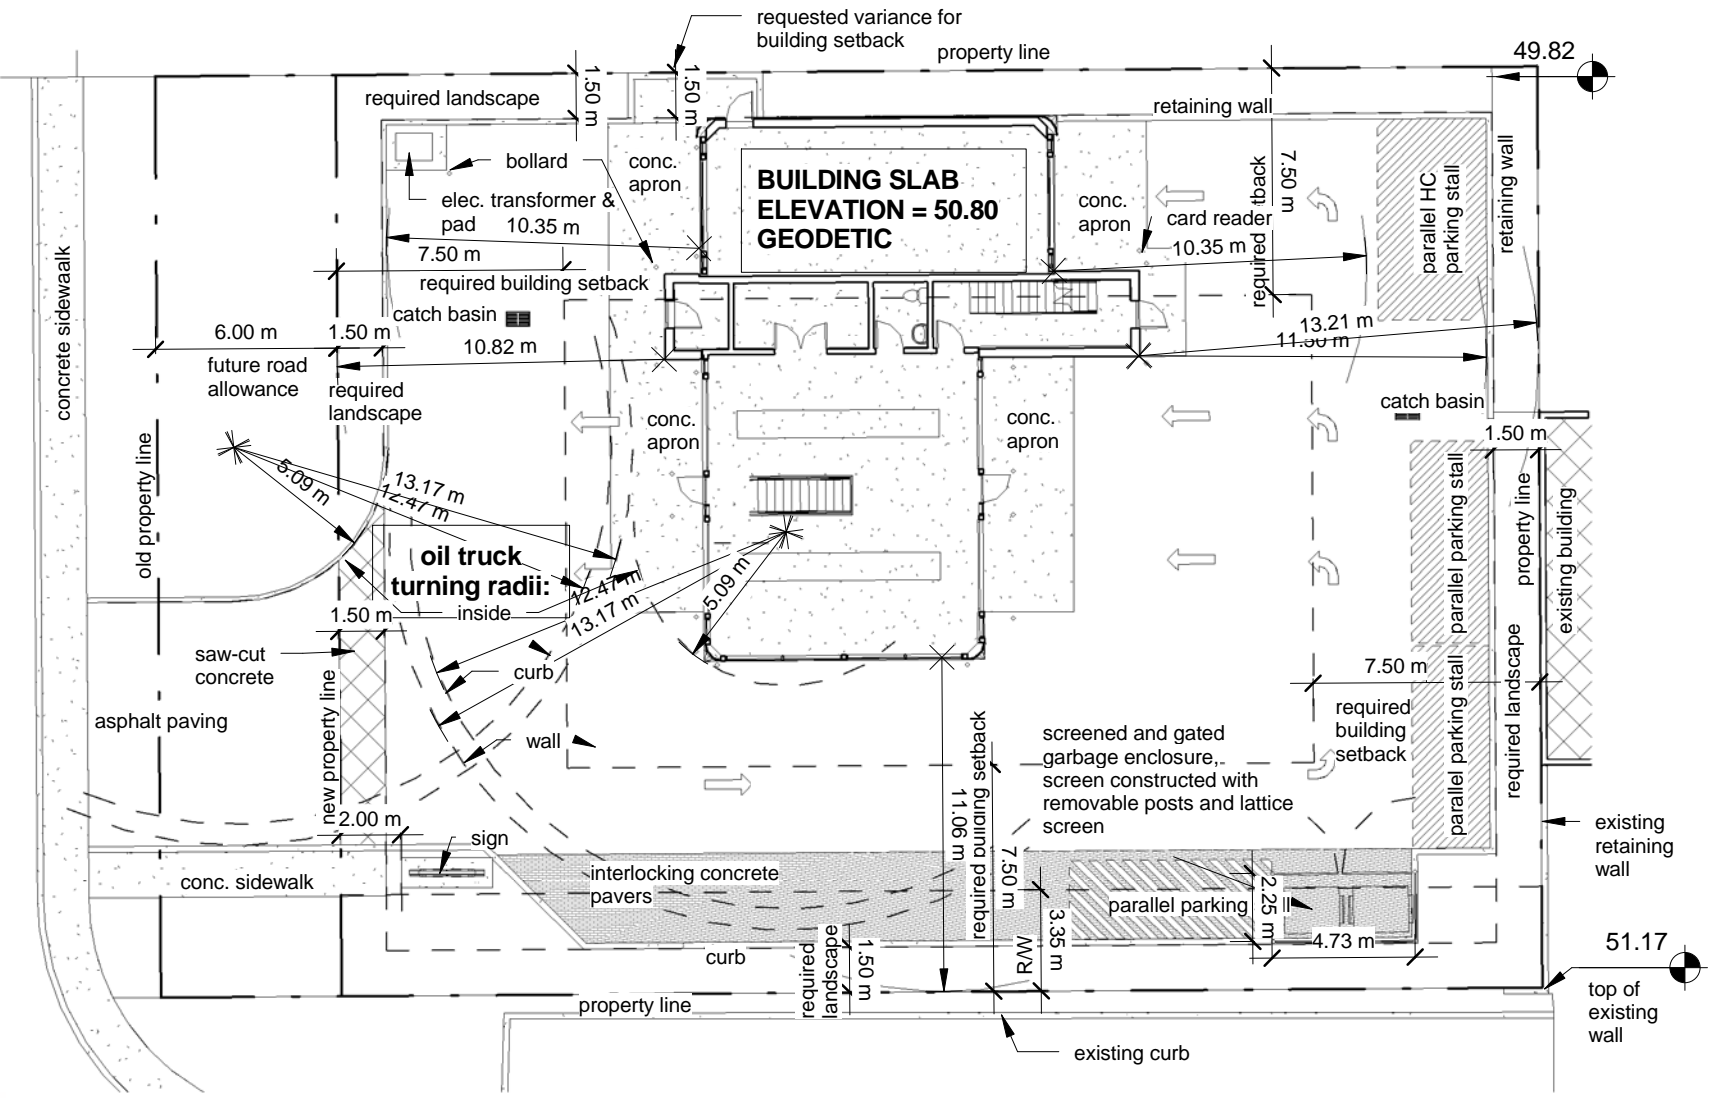 requested variance for
building setback
property line
49.82
required landscape
1.50 m
1.50 m
retaining wall
bollard
conc.
apron
elec. transformer &
pad
10.35 m
7.50 m
required building setback
BUILDING SLAB
ELEVATION = 50.80
GEODETIC
conc.
apron
card reader
10.35 m
7.50 m
parallel HC
parking stall
retaining wall
concrete sidewaalk
catch basin
6.00 m
1.50 m
10.82 m
future road
allowance
required
landscape
13.21 m
conc.
apron
conc.
apron
catch basin
1.50 m
old property line
5.09 m
13.17 m
12.47 m
oil truck
turning radii:
inside
12.47 m
13.17 m
5.09 m
parallel parking stall
property line
existing building
1.50 m
saw-cut
concrete
curb
7.50 m
asphalt paving
new property line
wall
required
building
setback
parallel parking stall
required landscape
required building setback
11.06 m
screened and gated
garbage enclosure,
screen constructed with
removable posts and lattice
screen
2.00 m
sign
existing
retaining
wall
conc. sidewalk
interlocking concrete
pavers
7.50 m
parallel parking
2.25 m
3.35 m
R/W
4.73 m
curb
required
landscape
1.50 m
51.17
property line
top of
existing
wall
existing curb